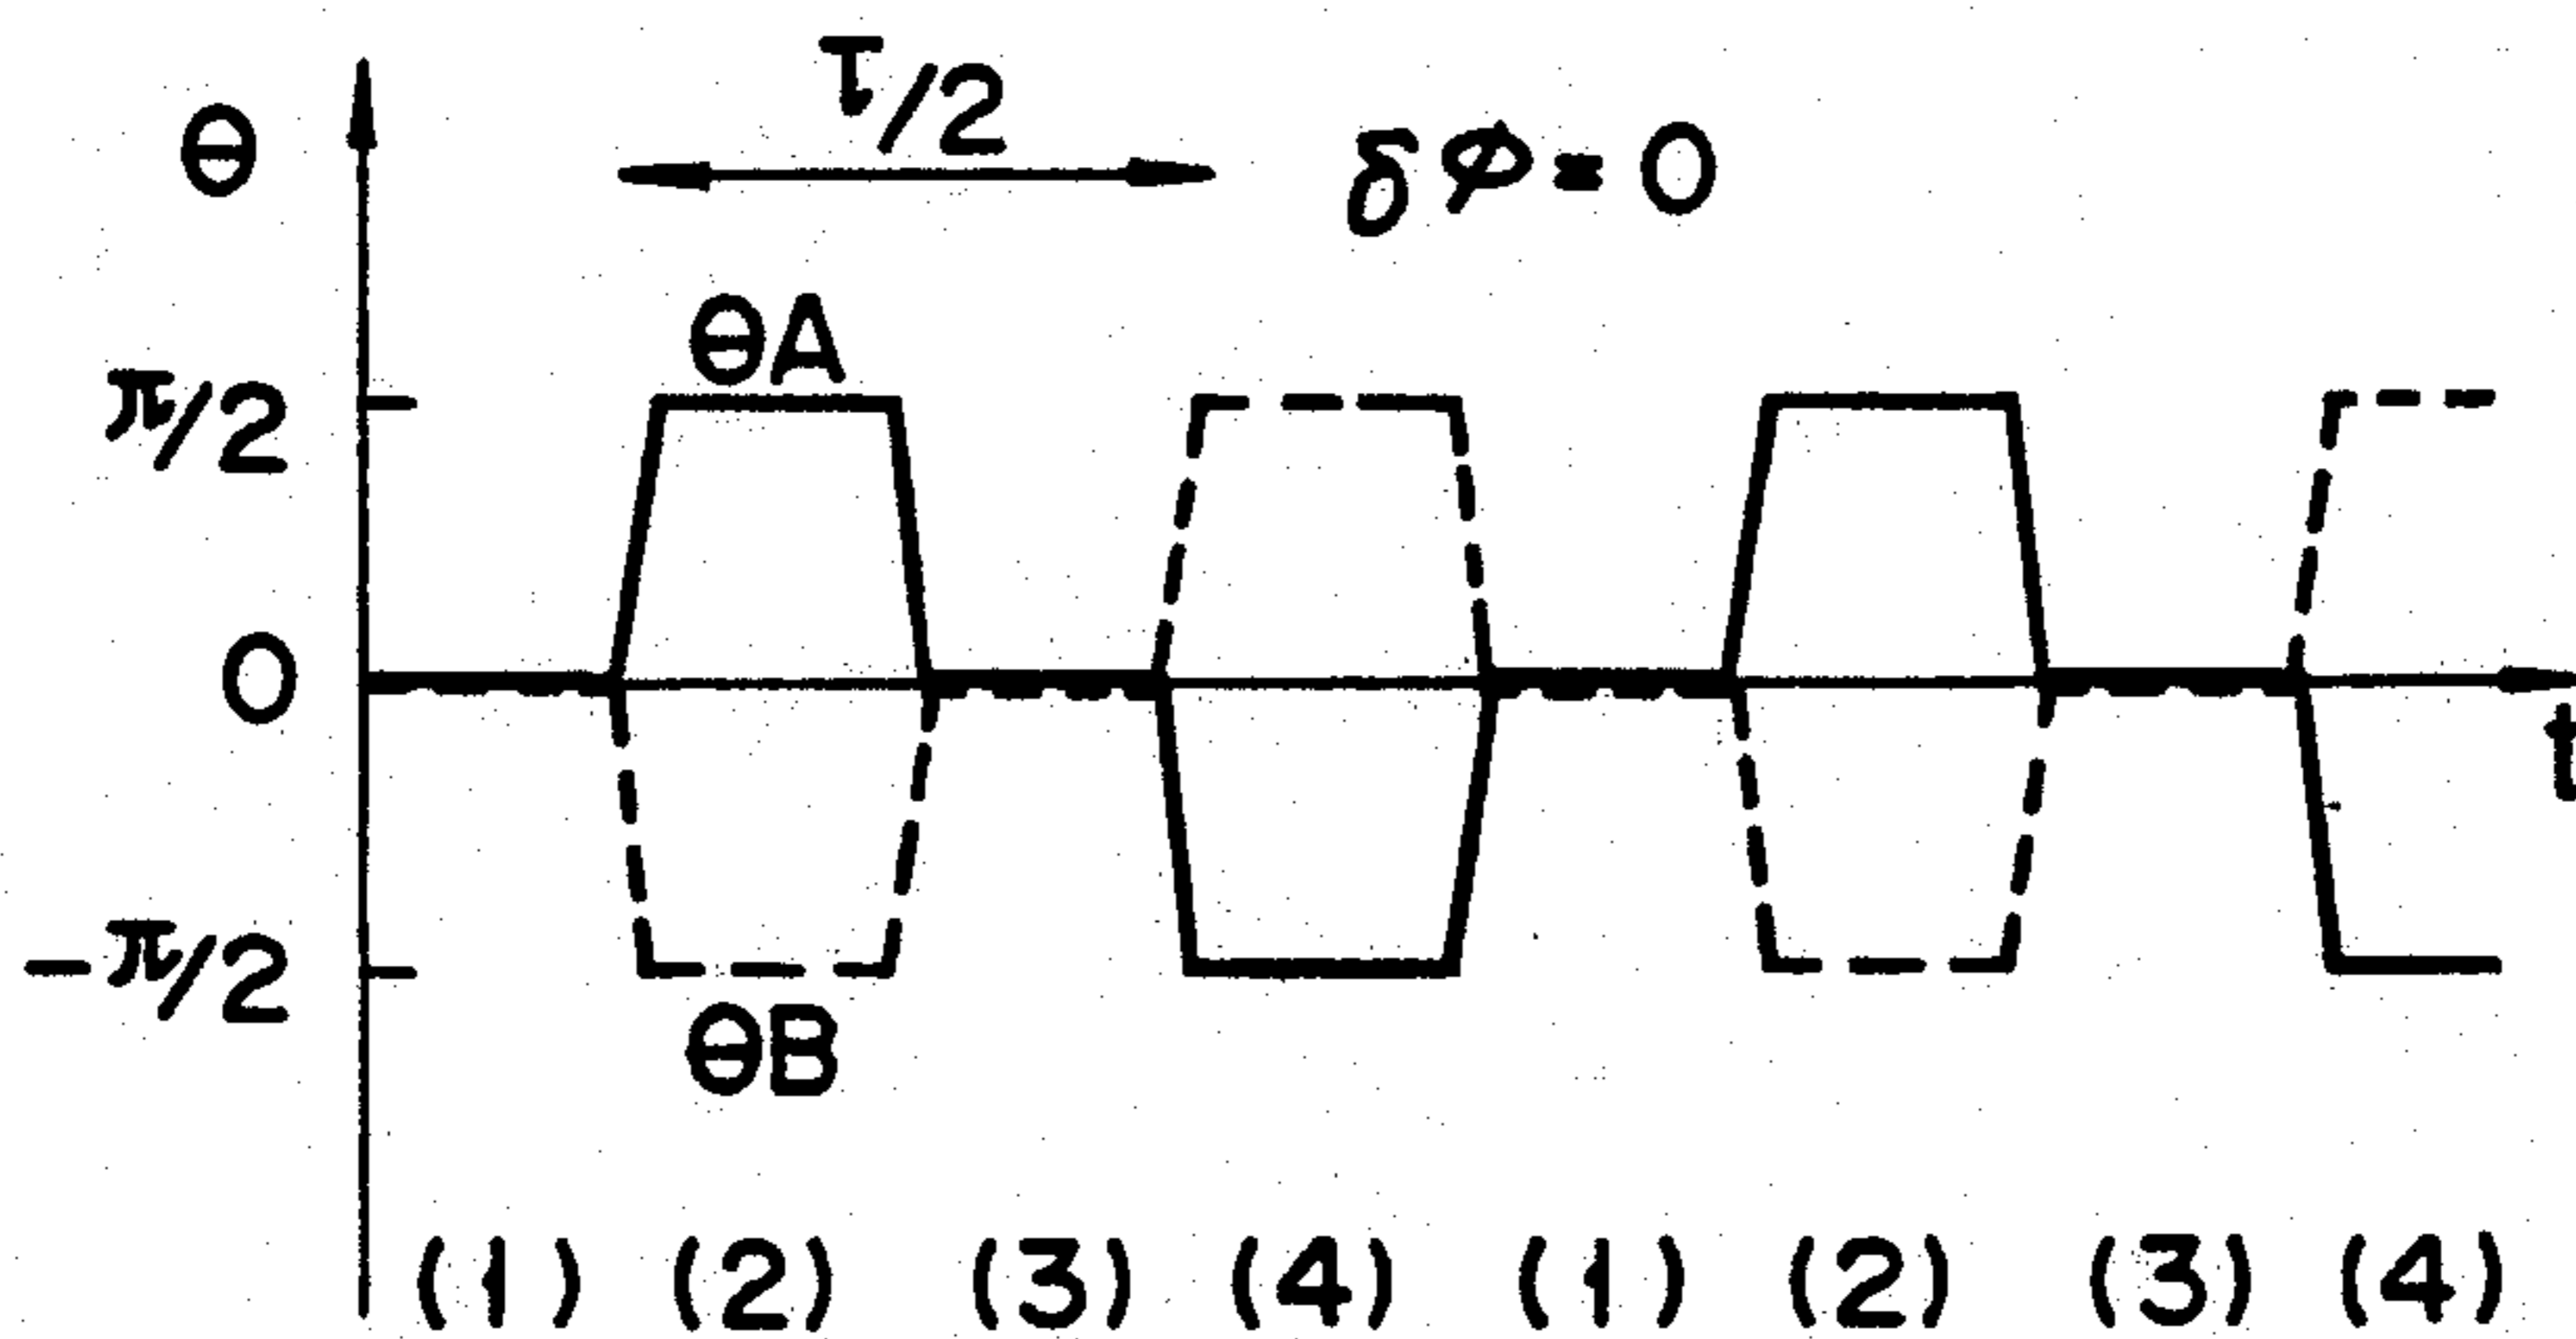 τ/2
θ
δφ=0
θA
π/2
0
t
-π/2
θB
(1) (2) (3) (4) (1) (2) (3) (4)